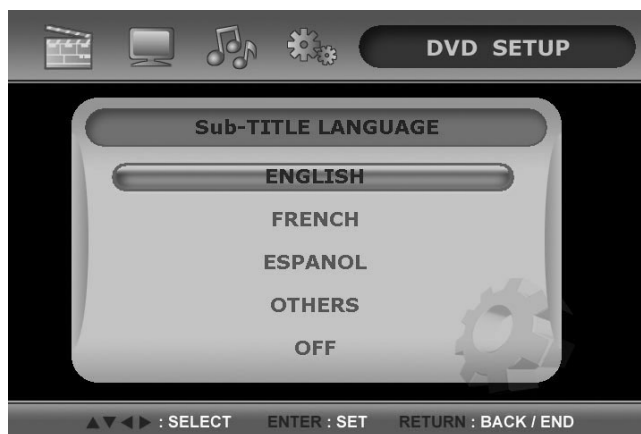 DVD SETUP
Sub-TITLE LANGUAGE
ENGLISH
FRENCH
ESPANOL
OTHERS
OFF
▲▼◀▶ : SELECT ENTER : SET RETURN : BACK / END